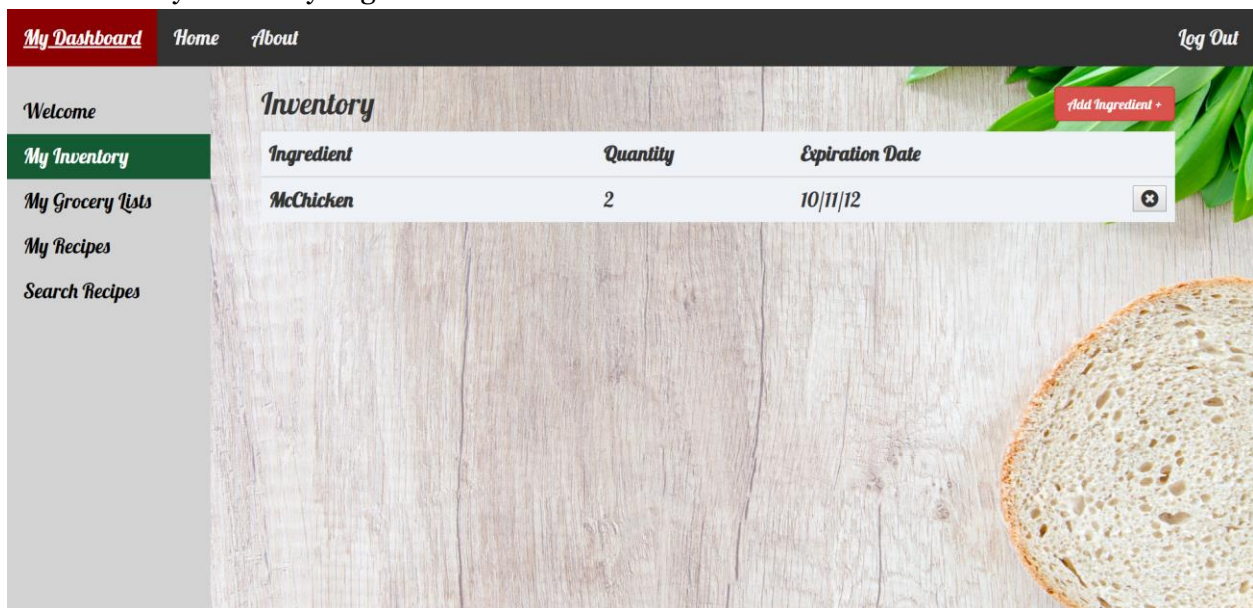 My Dashboard Home About Log Out
Welcome
My Inventory
My Grocery Lists
My Recipes
Search Recipes
Inventory
Add Ingredient +
Ingredient Quantity Expiration Date
McChicken 2 10/11/12